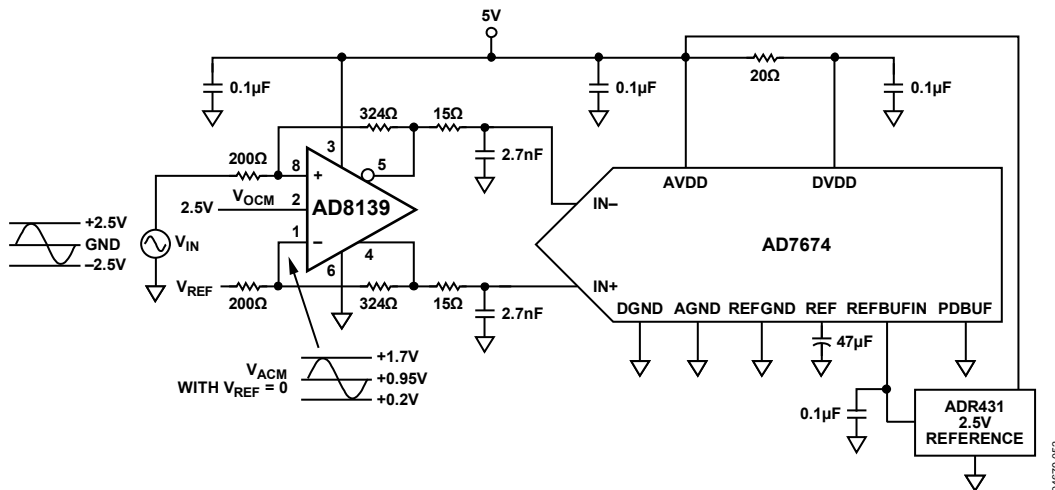 5V
0.1µF
0.1µF
20Ω
0.1µF
324Ω
15Ω
200Ω
3
5
2.7nF
8
+
VOCM
2.5V
2
AD8139
+2.5V
GND
–2.5V
VIN
1
–
4
6
VREF
200Ω
324Ω
15Ω
2.7nF
AVDD
DVDD
IN–
AD7674
IN+
DGND
AGND
REFGND
REF
REFBUFIN
PDBUF
47µF
VACM
WITH VREF = 0
+1.7V
+0.95V
+0.2V
0.1µF
ADR431
2.5V
REFERENCE